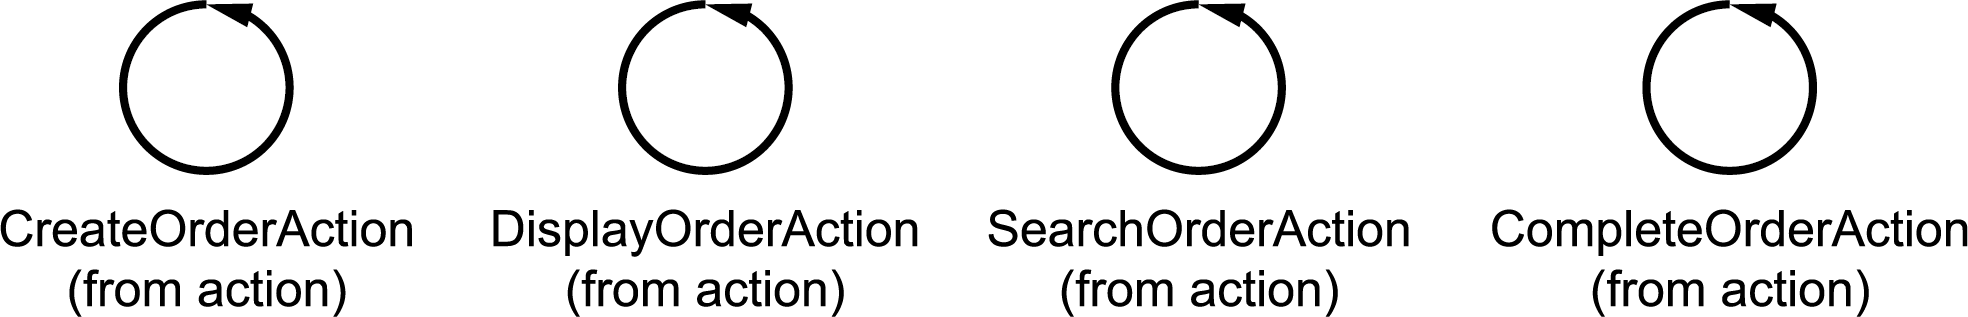 CreateOrderAction
(from action)
DisplayOrderAction
(from action)
SearchOrderAction
(from action)
CompleteOrderAction
(from action)